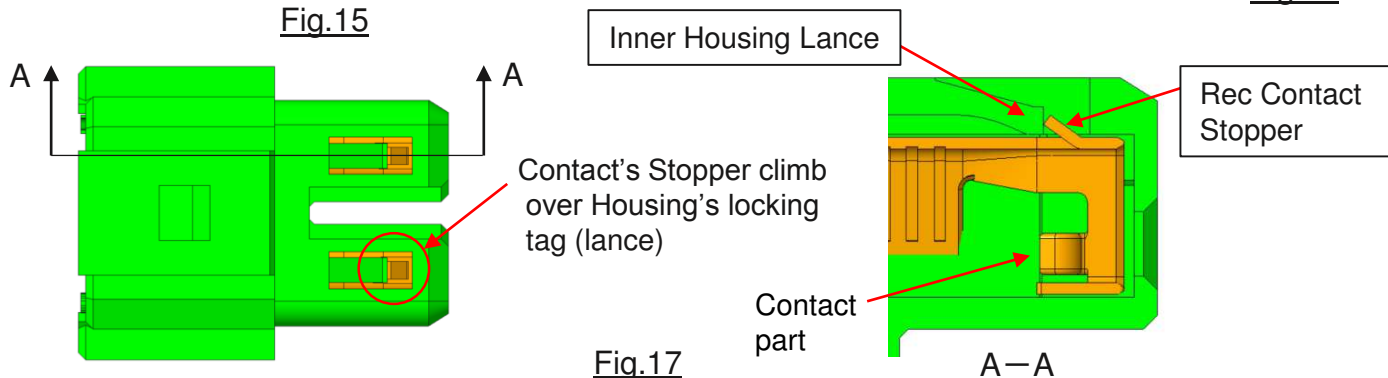 Fig.15
Inner Housing Lance
A
A
Rec Contact
Stopper
Contact's Stopper climb
over Housing's locking
tag (lance)
Contact
part
Fig.17
A－A